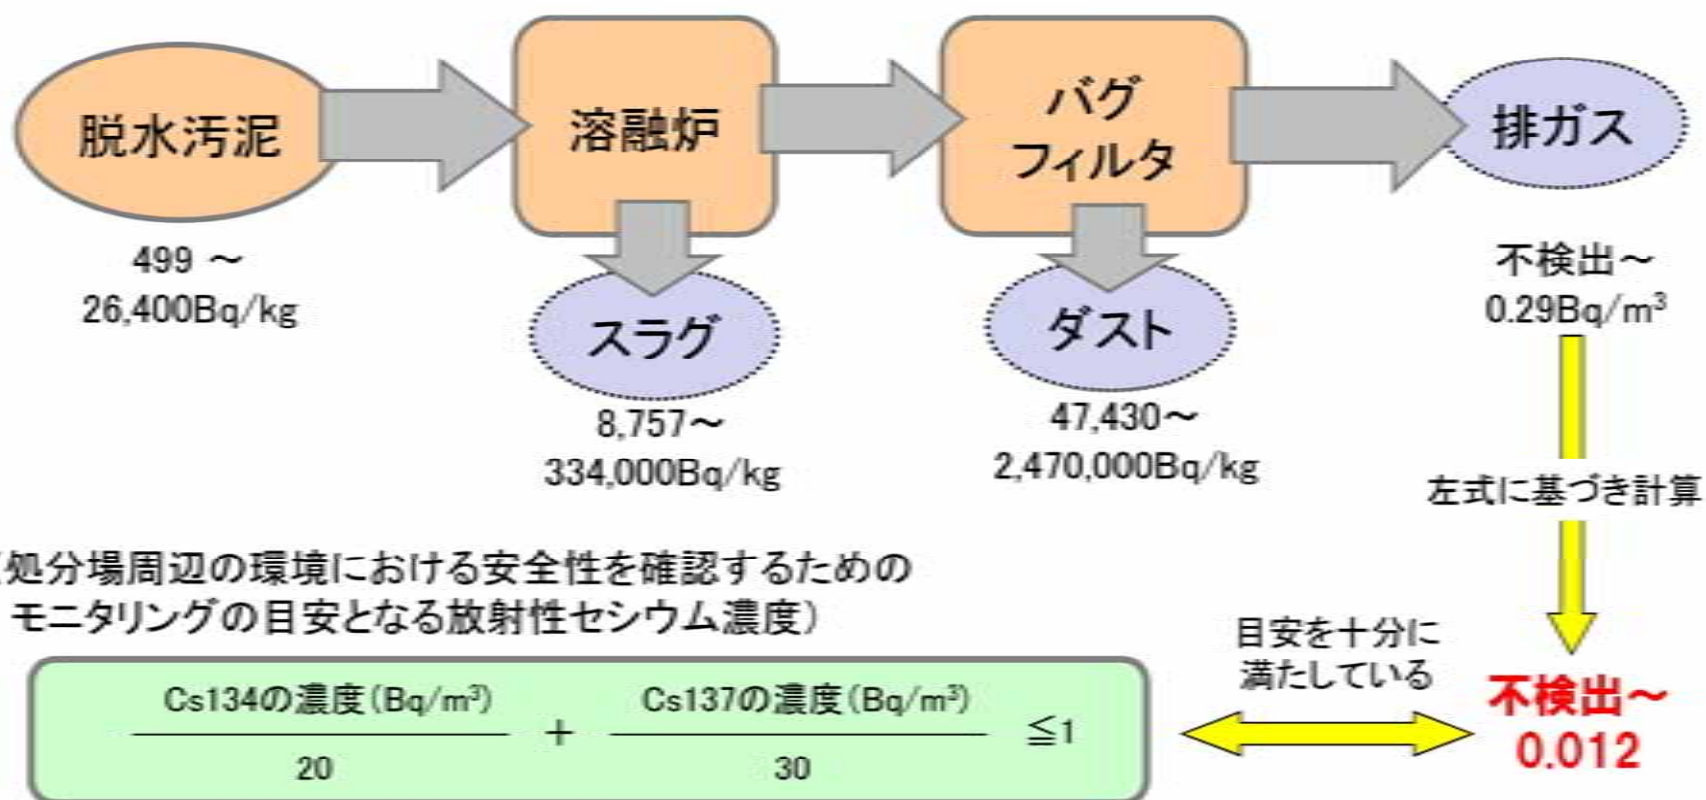 脱水汚泥
499 ~
26,400Bq/kg
溶融炉
スラグ
8,757~
334,000Bq/kg
バグ
フィルタ
ダスト
47,430~
2,470,000Bq/kg
排ガス
不検出~
0.29Bq/m³
左式に基づき計算
(処分場周辺の環境における安全性を確認するための
モニタリングの目安となる放射性セシウム濃度)
Cs134の濃度(Bq/m³)
20
+
Cs137の濃度(Bq/m³)
30
≦1
目安を十分に
満たしている
不検出~
0.012